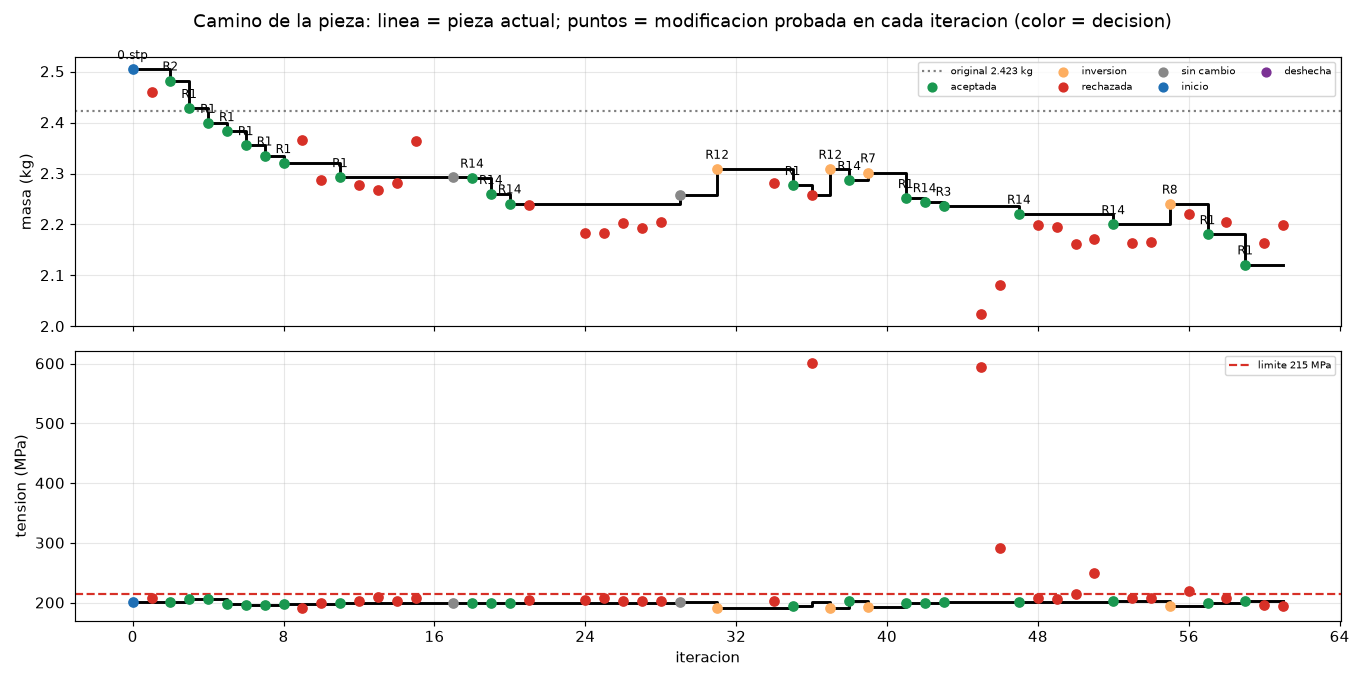 Camino de la pieza: linea = pieza actual; puntos = modificacion probada en cada iteracion (color = decision)
original 2.423 kg
aceptada
inversion
rechazada
sin cambio
inicio
deshecha
masa (kg)
2.5
2.4
2.3
2.2
2.1
2.0
0.stp
R2
R1
R1
R1
R1
R1
R1
R1
R14
R14
R14
R12
R1
R12
R14
R7
R1
R14
R3
R14
R14
R8
R1
R1
limite 215 MPa
tension (MPa)
600
500
400
300
200
0
8
16
24
32
40
48
56
64
iteracion